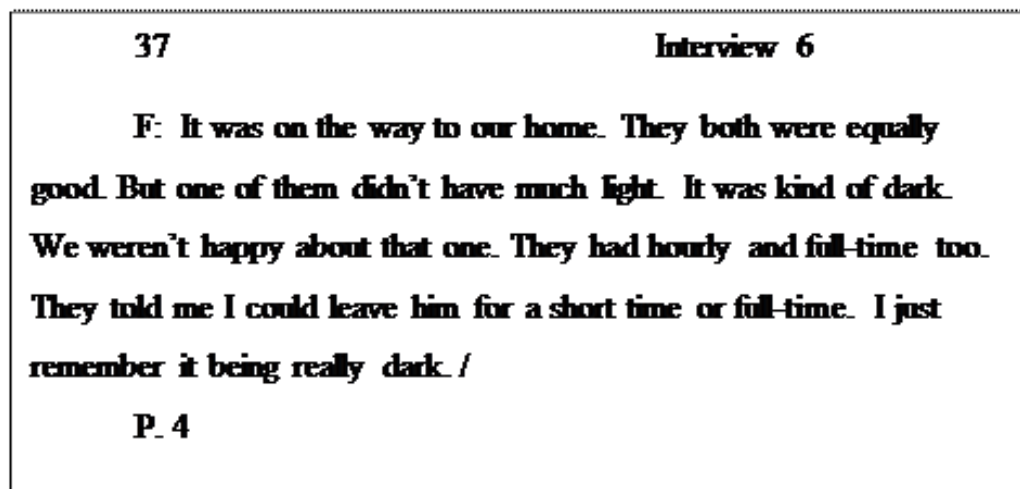 37 Interview 6
F: It was on the way to our home. They both were equally
good. But one of them didn't have much light. It was kind of dark.
We weren't happy about that one. They had hourly and full-time too.
They told me I could leave him for a short time or full-time. I just
remember it being really dark. /
P. 4